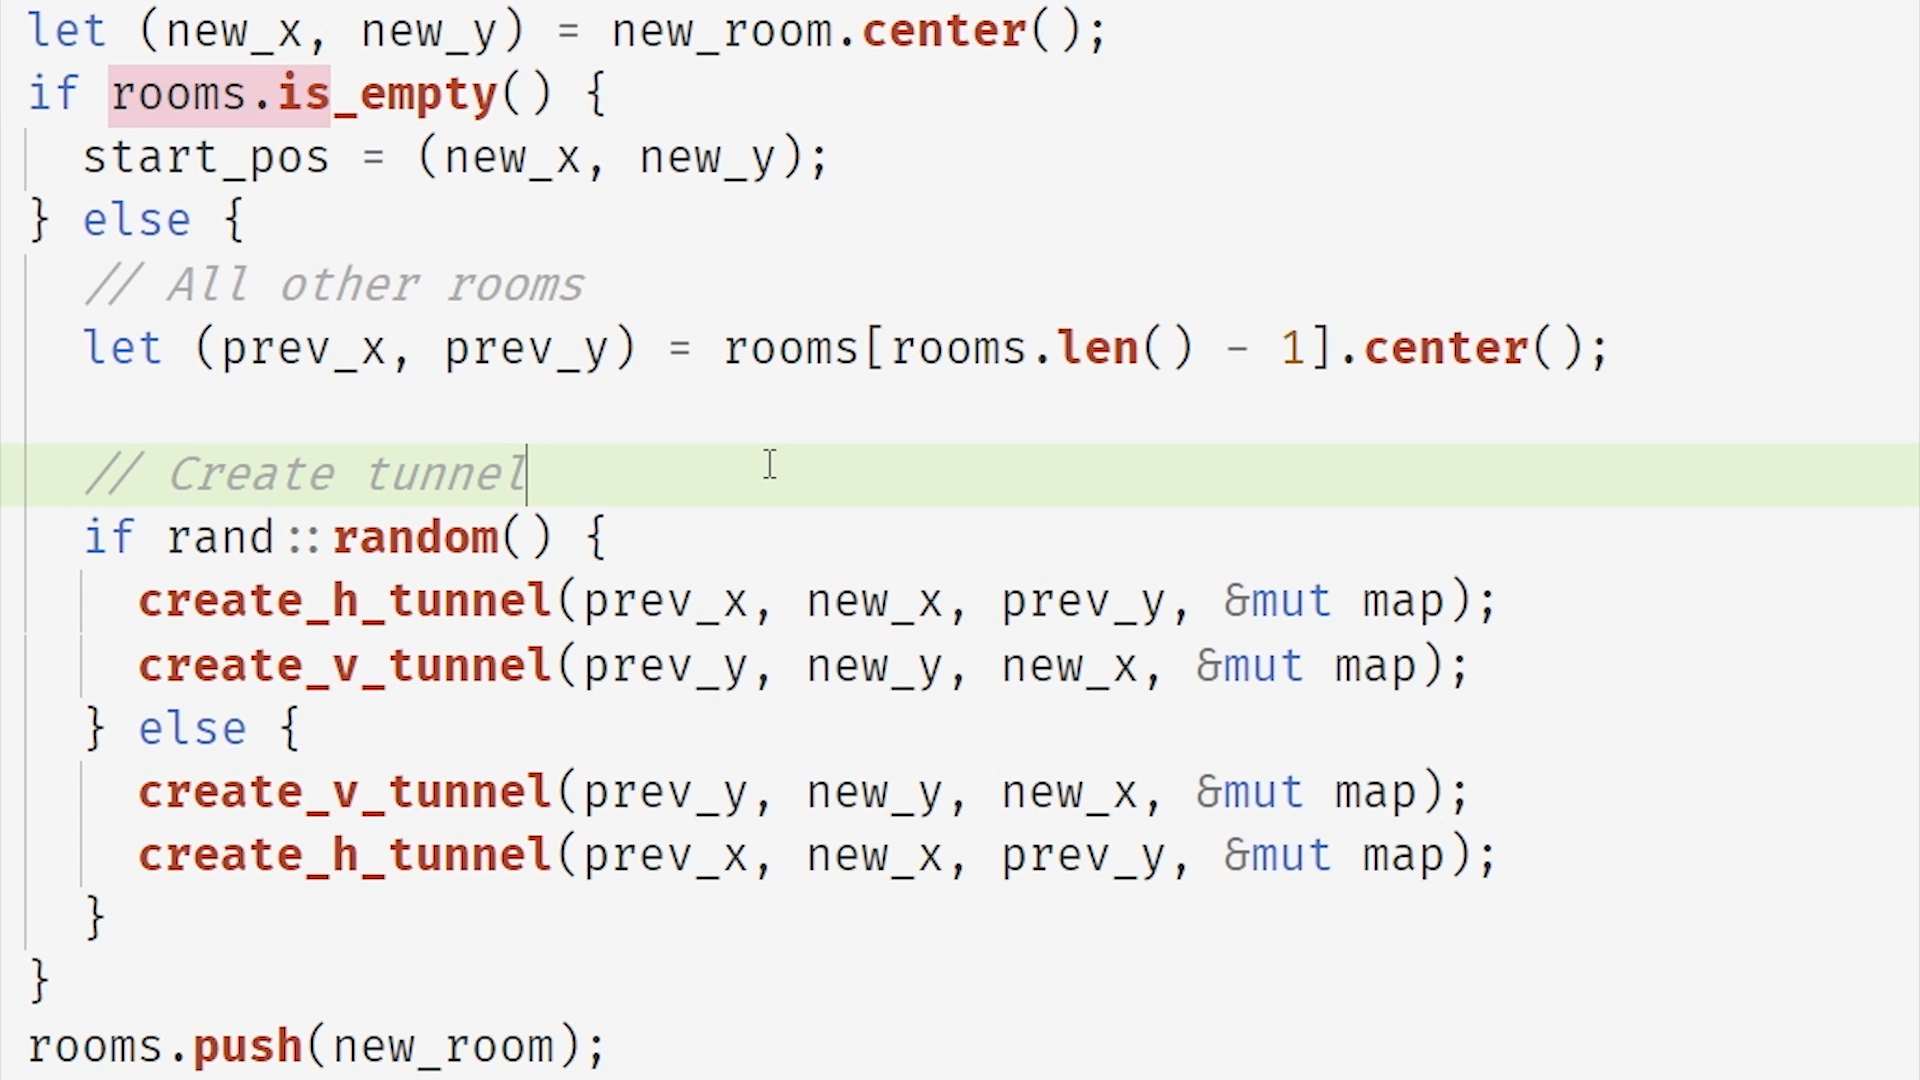 let (new_x, new_y) = new_room.center();
if rooms.is_empty() {
start_pos = (new_x, new_y);
} else {
// All other rooms
let (prev_x, prev_y) = rooms[rooms.len() - 1].center();
// Create tunnel
if rand::random() {
create_h_tunnel(prev_x, new_x, prev_y, &mut map);
create_v_tunnel(prev_y, new_y, new_x, &mut map);
} else {
create_v_tunnel(prev_y, new_y, new_x, &mut map);
create_h_tunnel(prev_x, new_x, prev_y, &mut map);
}
}
rooms.push(new_room);